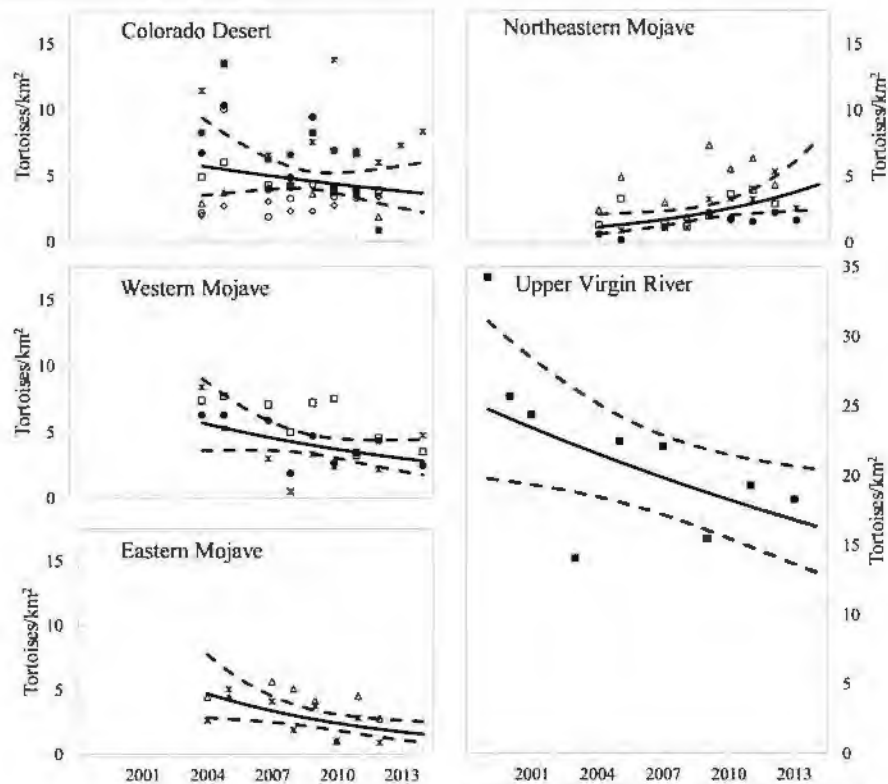 Colorado Desert
15
10
5
0
Tortoises/km²
Northeastern Mojave
15
10
5
0
Tortoises/km²
Western Mojave
15
10
5
0
Tortoises/km²
Upper Virgin River
35
30
25
20
15
10
5
0
Tortoises/km²
Eastern Mojave
15
10
5
0
Tortoises/km²
2001 2004 2007 2010 2013
2001 2004 2007 2010 2013